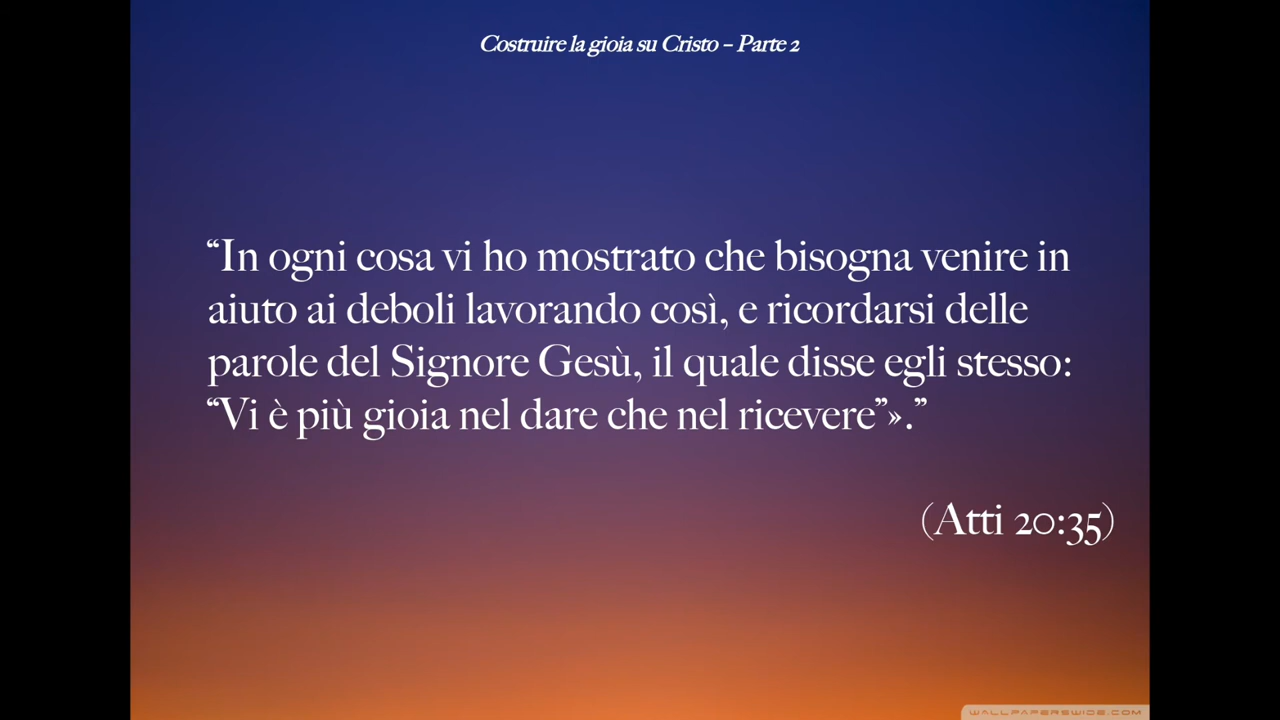 Costruire la gioia su Cristo – Parte 2
“In ogni cosa vi ho mostrato che bisogna venire in
aiuto ai deboli lavorando così, e ricordarsi delle
parole del Signore Gesù, il quale disse egli stesso:
“Vi è più gioia nel dare che nel ricevere”».”
(Atti 20:35)
WALLPAPERSWIDE.COM